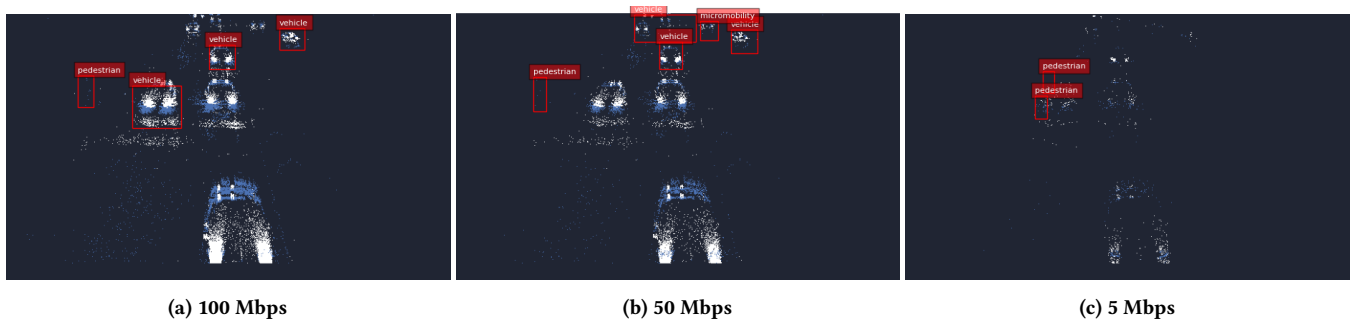 vehicle
vehicle
pedestrian
vehicle
vehicle
micromobility
vehicle
vehicle
pedestrian
pedestrian
pedestrian
(a) 100 Mbps
(b) 50 Mbps
(c) 5 Mbps